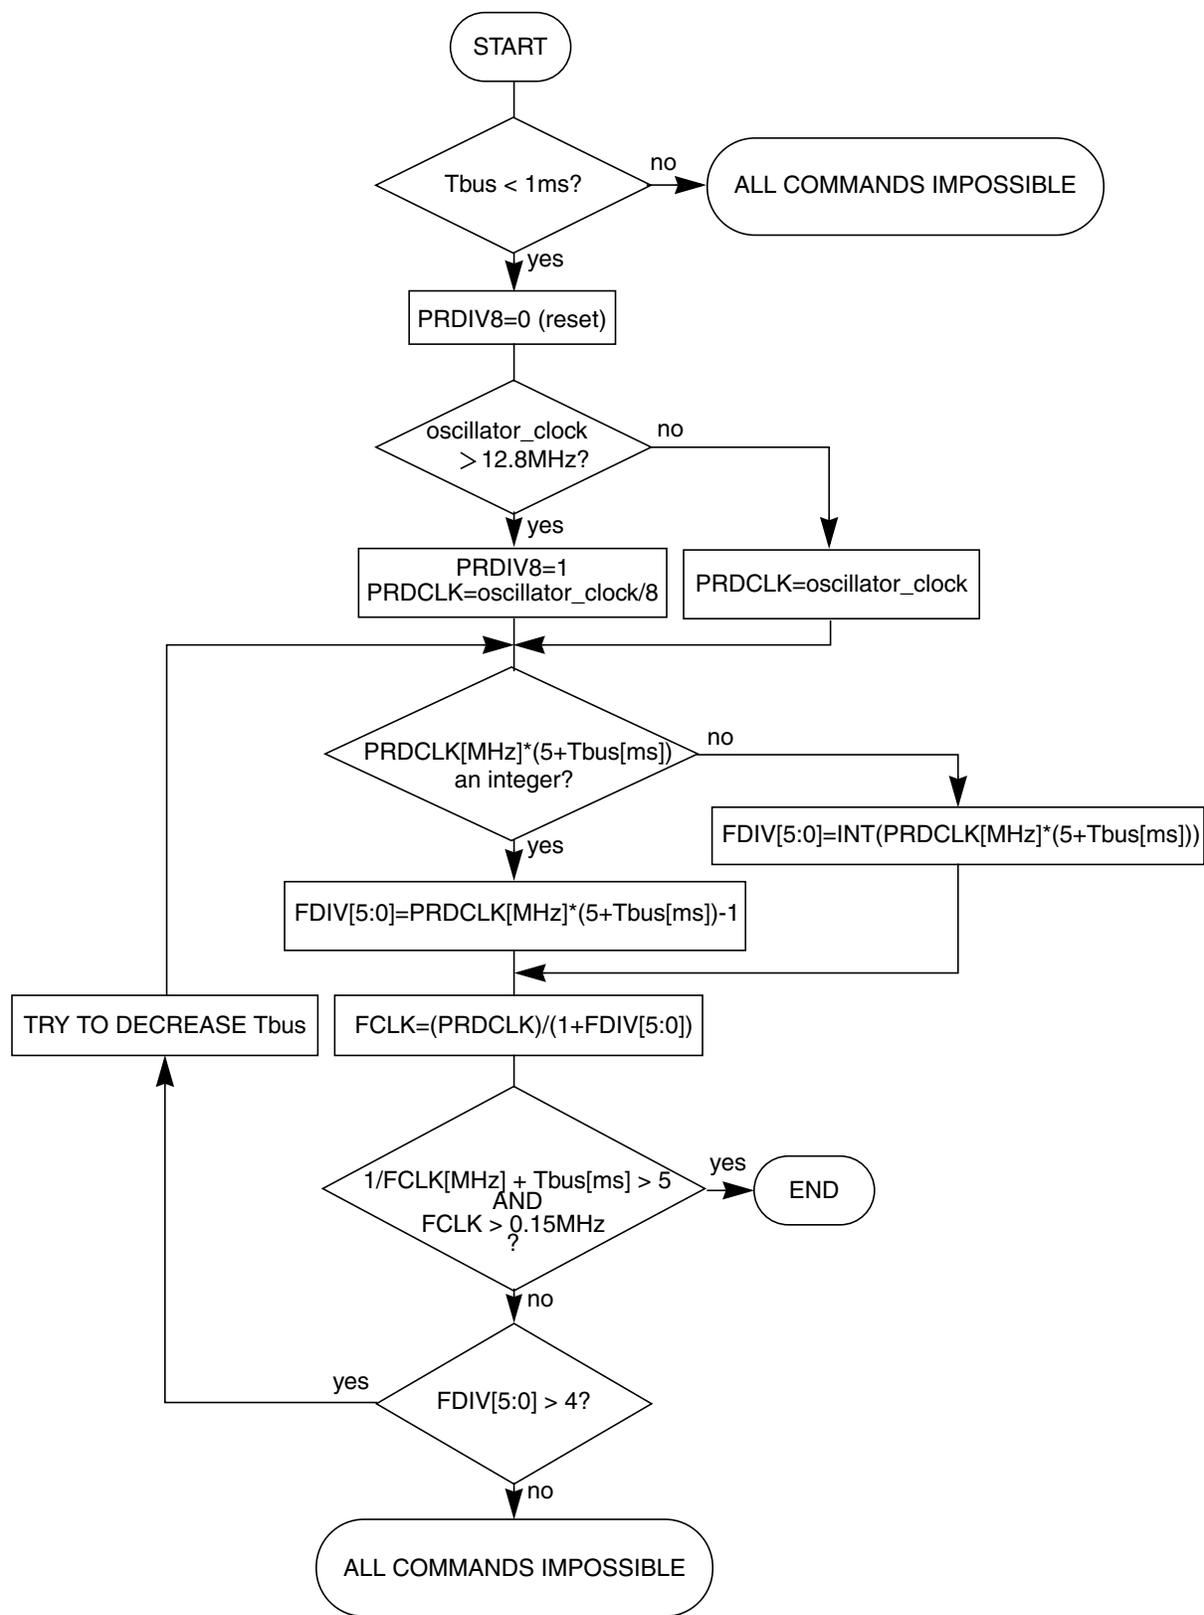 START
Tbus < 1ms?
no
ALL COMMANDS IMPOSSIBLE
yes
PRDIV8=0 (reset)
oscillator_clock
> 12.8MHz?
no
yes
PRDIV8=1
PRDCLK=oscillator_clock/8
PRDCLK=oscillator_clock
PRDCLK[MHz]*(5+Tbus[ms])
an integer?
no
yes
FDIV[5:0]=INT(PRDCLK[MHz]*(5+Tbus[ms]))
FDIV[5:0]=PRDCLK[MHz]*(5+Tbus[ms])-1
TRY TO DECREASE Tbus
FCLK=(PRDCLK)/(1+FDIV[5:0])
1/FCLK[MHz] + Tbus[ms] > 5
AND
FCLK > 0.15MHz
?
yes
END
no
yes
FDIV[5:0] > 4?
no
ALL COMMANDS IMPOSSIBLE